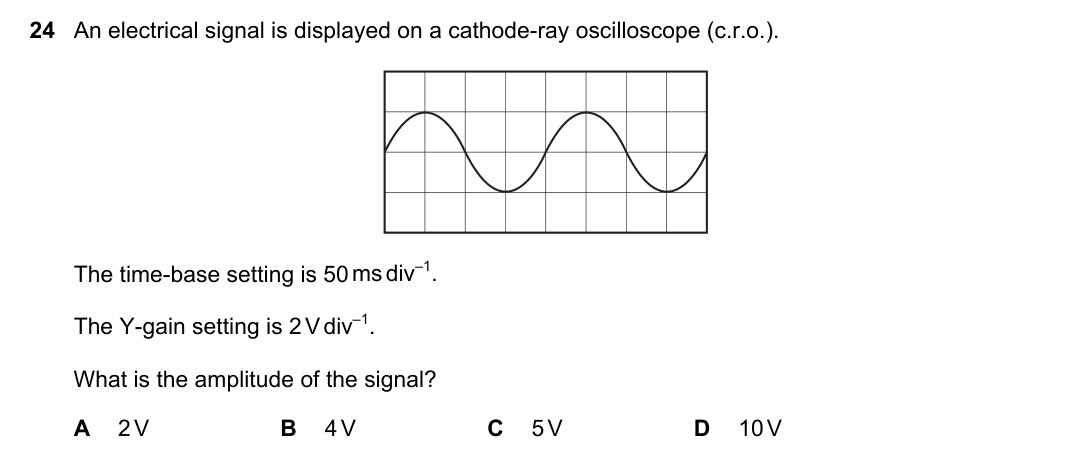 24 An electrical signal is displayed on a cathode-ray oscilloscope (c.r.o.).
The time-base setting is 50 ms div⁻¹.
The Y-gain setting is 2 V div⁻¹.
What is the amplitude of the signal?
A 2 V B 4 V C 5 V D 10 V